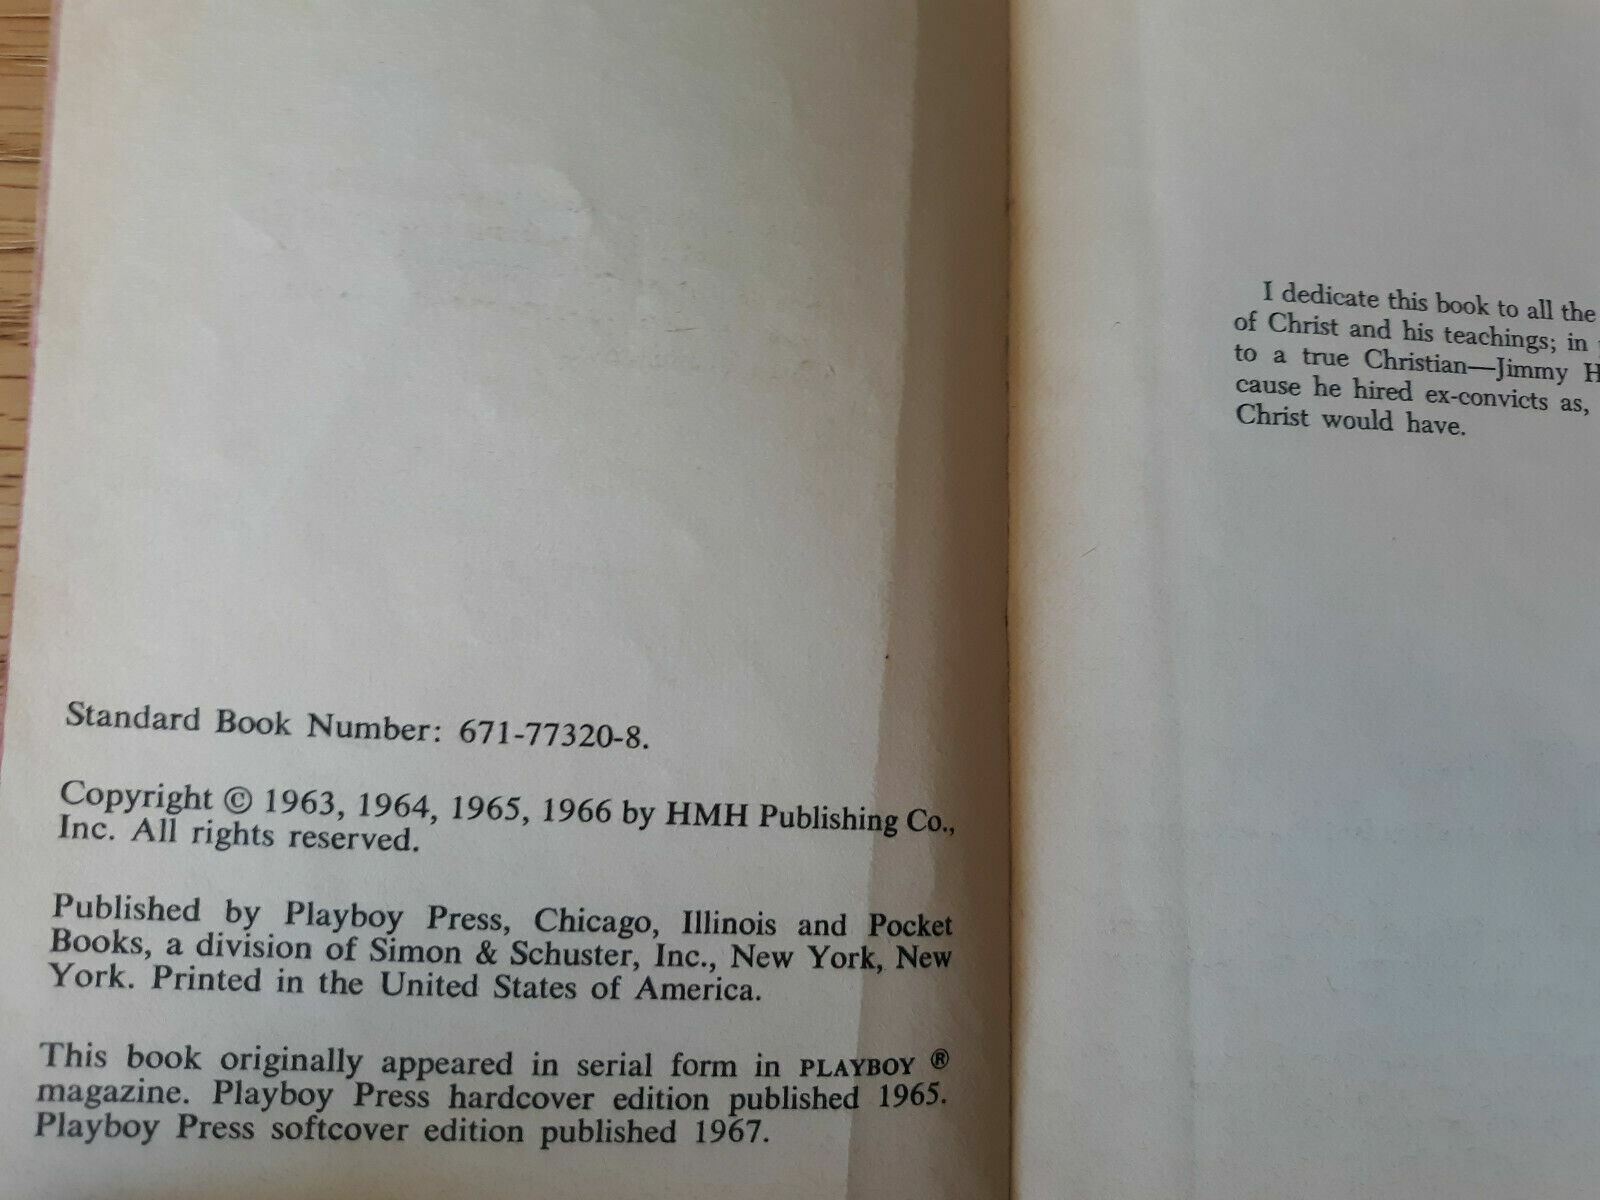 Standard Book Number: 671-77320-8.
Copyright © 1963, 1964, 1965, 1966 by HMH Publishing Co.,
Inc. All rights reserved.
Published by Playboy Press, Chicago, Illinois and Pocket
Books, a division of Simon & Schuster, Inc., New York, New
York. Printed in the United States of America.
This book originally appeared in serial form in PLAYBOY ®
magazine. Playboy Press hardcover edition published 1965.
Playboy Press softcover edition published 1967.
I dedicate this book to all the
of Christ and his teachings; in
to a true Christian—Jimmy H
cause he hired ex-convicts as,
Christ would have.